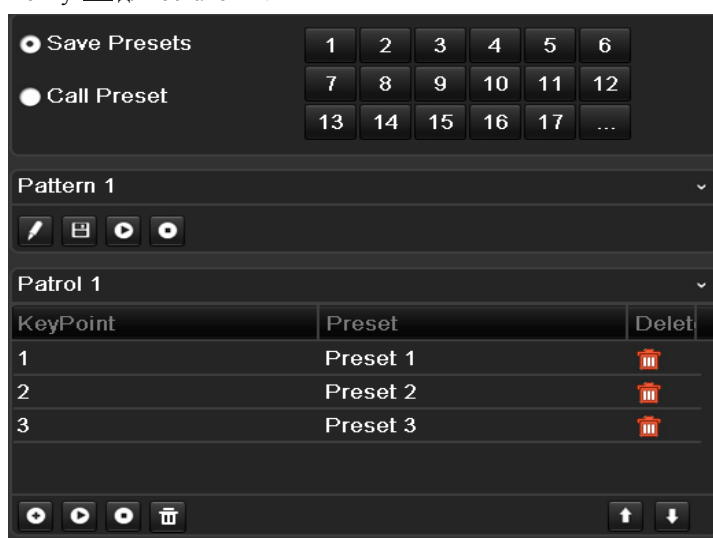 Save Presets
1 2 3 4 5 6
Call Preset
7 8 9 10 11 12
13 14 15 16 17 ...
Pattern 1
Patrol 1
KeyPoint Preset Delet
1 Preset 1
2 Preset 2
3 Preset 3